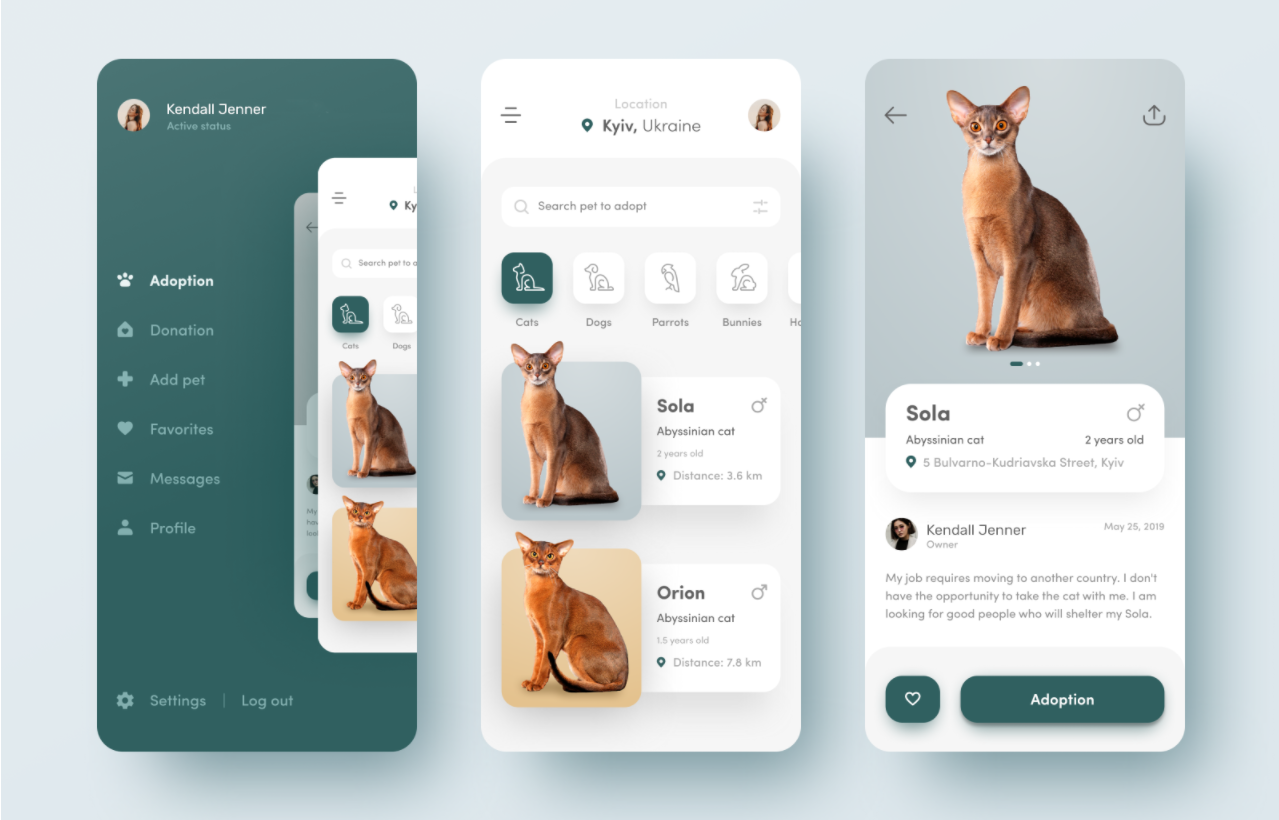 Kendall Jenner
Active status
Adoption
Donation
Add pet
Favorites
Messages
Profile
Settings | Log out
Ky
Search pet to a
Cats Dogs
My
hav
Location
Kyiv, Ukraine
Search pet to adopt
Cats Dogs Parrots Bunnies
Sola
Abyssinian cat
2 years old
Distance: 3.6 km
Orion
Abyssinian cat
1.5 years old
Distance: 7.8 km
Sola
Abyssinian cat 2 years old
5 Bulvarno-Kudriavska Street, Kyiv
Kendall Jenner May 25, 2019
Owner
My job requires moving to another country. I don't
have the opportunity to take the cat with me. I am
looking for good people who will shelter my Sola.
Adoption